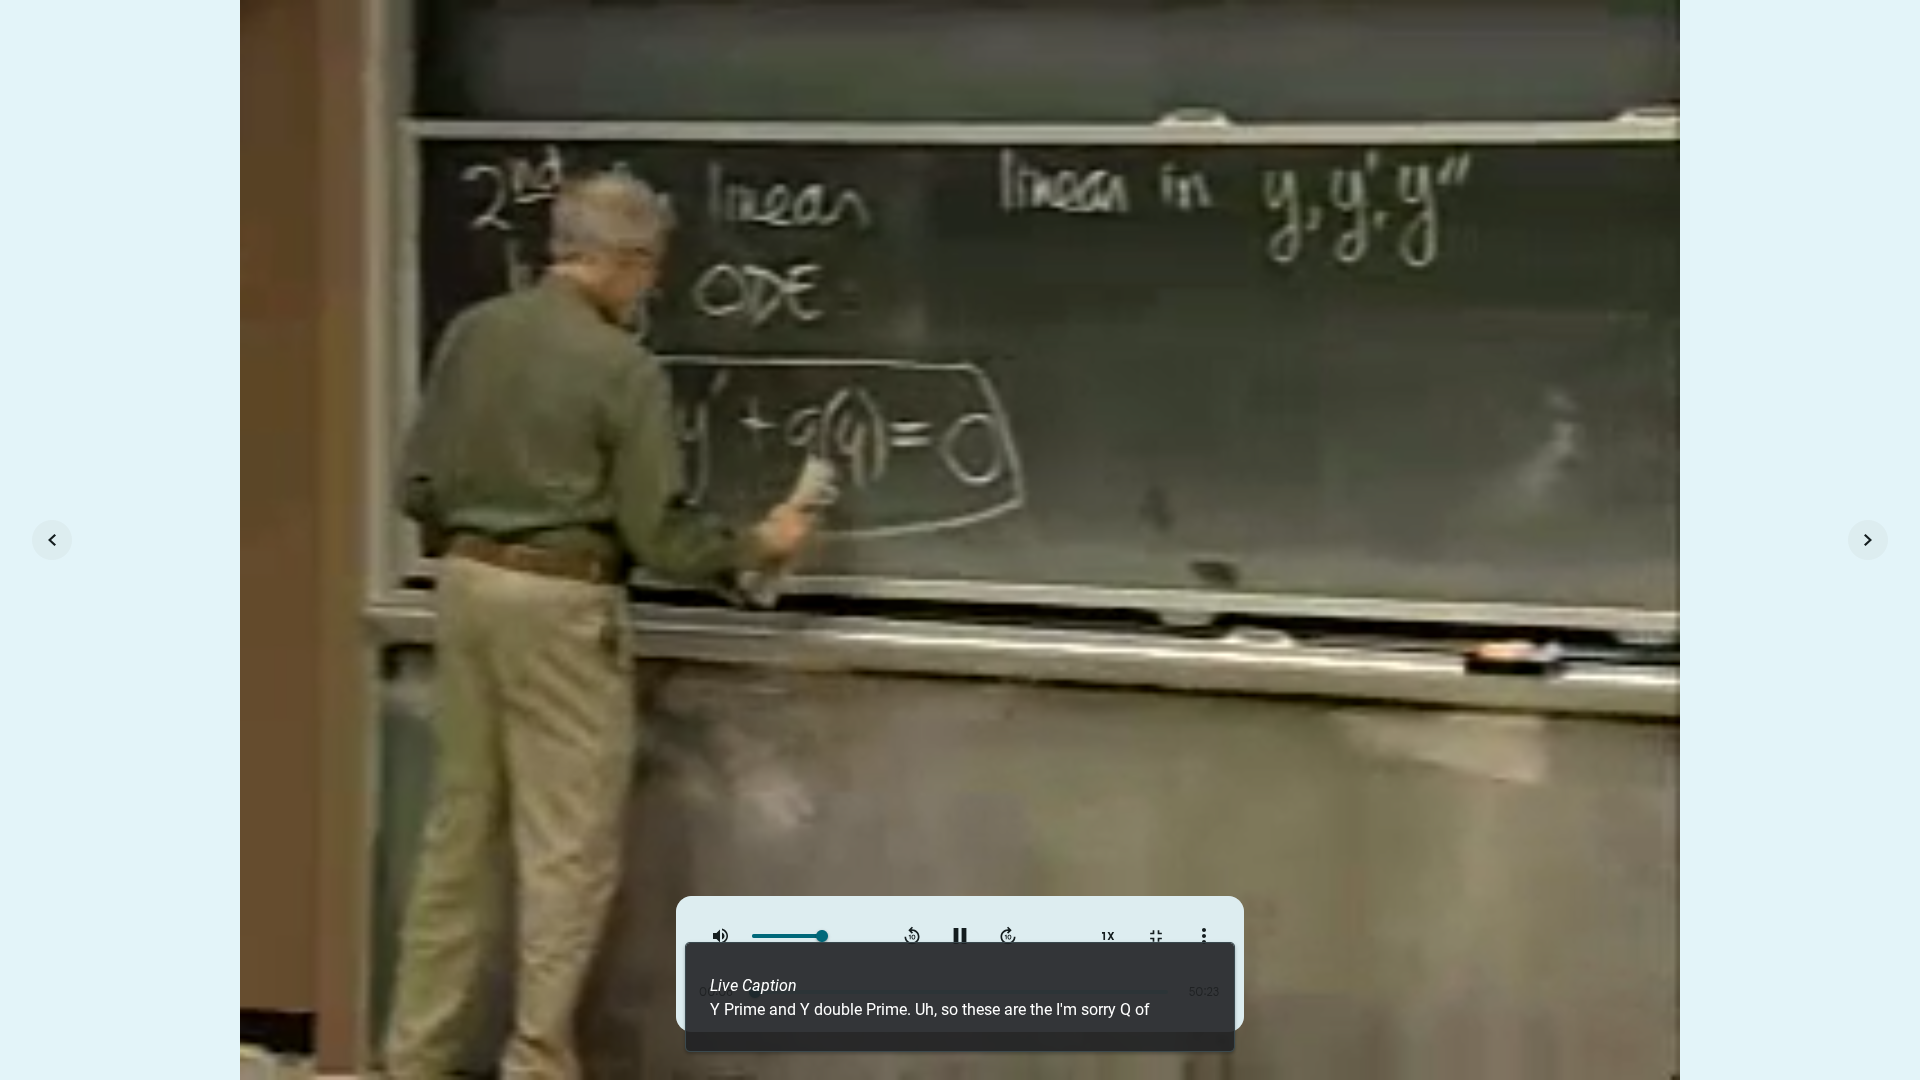 2nd linear
linear in y, y', y"
ODE
y' + q(y) = 0
1X
50:23
Live Caption
Y Prime and Y double Prime. Uh, so these are the I'm sorry Q of